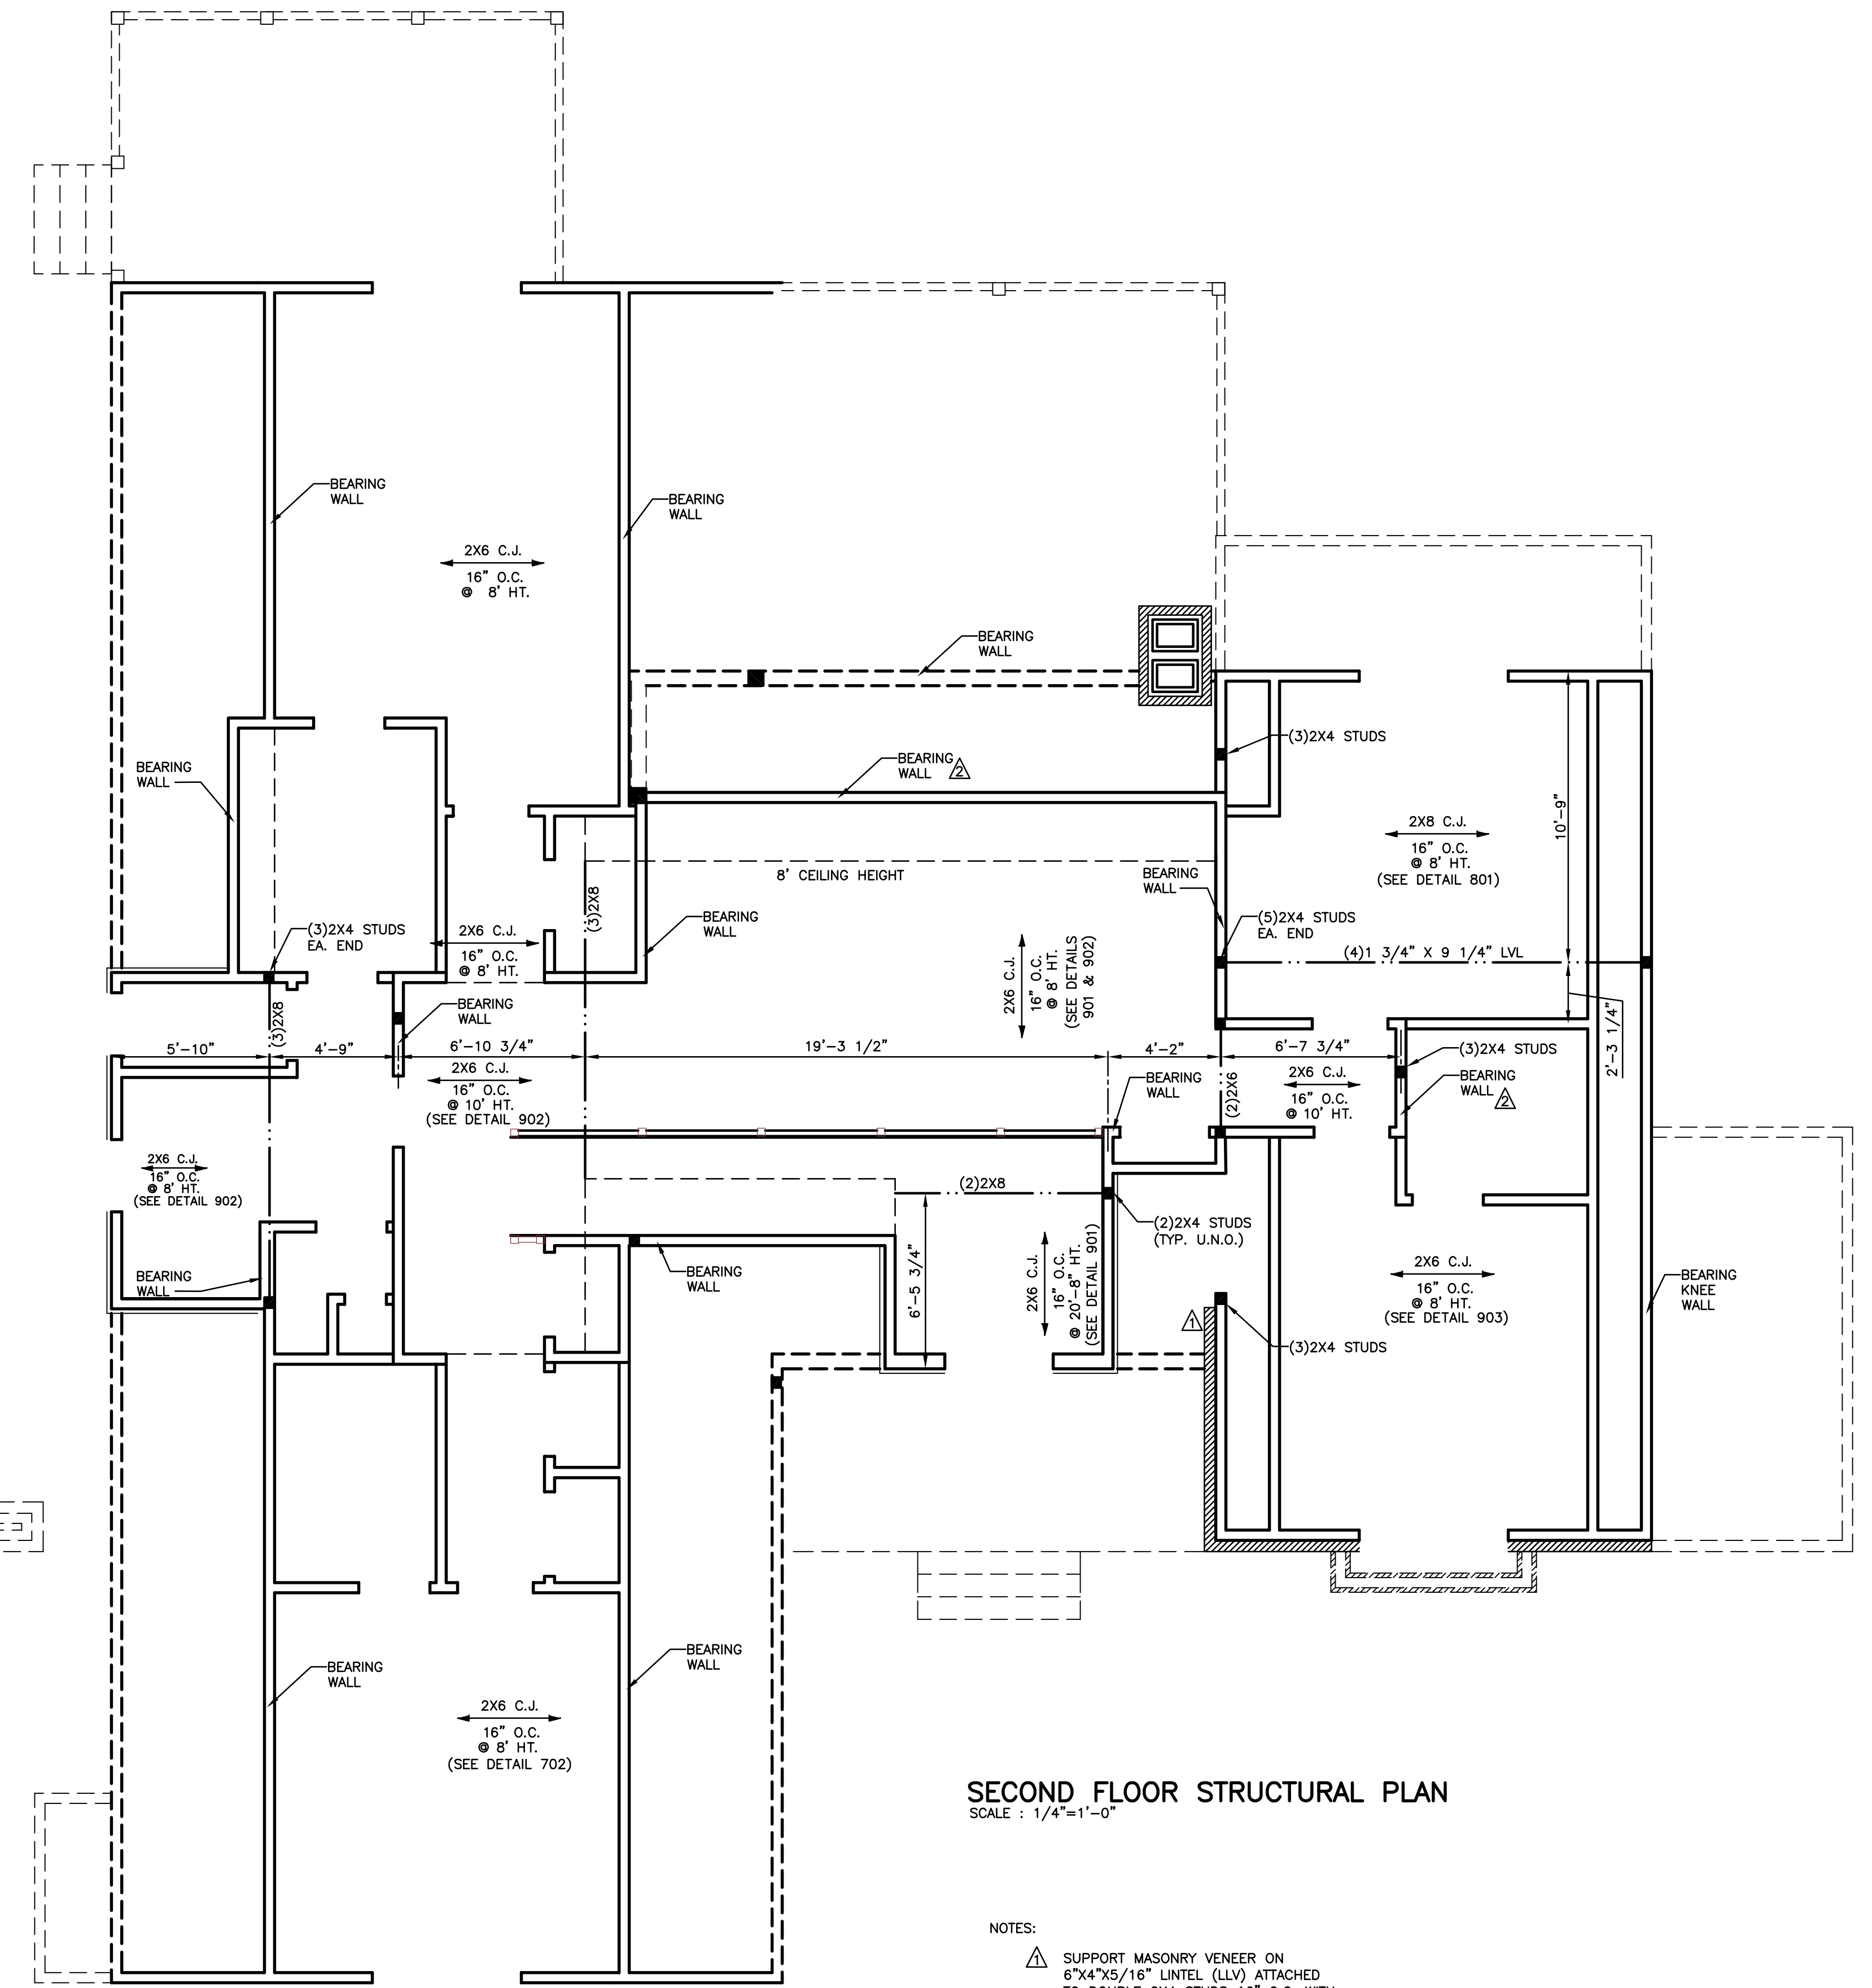 BEARING
WALL
BEARING
WALL
2X6 C.J.
16" O.C.
@ 8' HT.
BEARING
WALL
(3)2X4 STUDS
BEARING
WALL
BEARING
WALL 2
2X8 C.J.
16" O.C.
@ 8' HT.
(SEE DETAIL 801)
10'-9"
8' CEILING HEIGHT
BEARING
WALL
(3)2X8
BEARING
WALL
(5)2X4 STUDS
EA. END
(3)2X4 STUDS
EA. END
2X6 C.J.
16" O.C.
@ 8' HT.
2X6 C.J.
16" O.C.
@ 8' HT.
(SEE DETAILS
901 & 902)
(4)1 3/4" X 9 1/4" LVL
BEARING
WALL
(3)2X8
2'-3 1/4"
5'-10"
4'-9"
6'-10 3/4"
19'-3 1/2"
4'-2"
6'-7 3/4"
(3)2X4 STUDS
2X6 C.J.
16" O.C.
@ 10' HT.
(SEE DETAIL 902)
BEARING
WALL
(2)2X6
2X6 C.J.
16" O.C.
@ 10' HT.
BEARING
WALL 2
2X6 C.J.
16" O.C.
@ 8' HT.
(SEE DETAIL 902)
(2)2X8
(2)2X4 STUDS
(TYP. U.N.O.)
BEARING
WALL
BEARING
WALL
6'-5 3/4"
2X6 C.J.
16" O.C.
@ 20'-8" HT.
(SEE DETAIL 901)
1
2X6 C.J.
16" O.C.
@ 8' HT.
(SEE DETAIL 903)
BEARING
KNEE
WALL
(3)2X4 STUDS
BEARING
WALL
BEARING
WALL
2X6 C.J.
16" O.C.
@ 8' HT.
(SEE DETAIL 702)
SECOND FLOOR STRUCTURAL PLAN
SCALE : 1/4"=1'-0"
NOTES:
1 SUPPORT MASONRY VENEER ON
6"X4"X5/16" LINTEL (LLV) ATTACHED